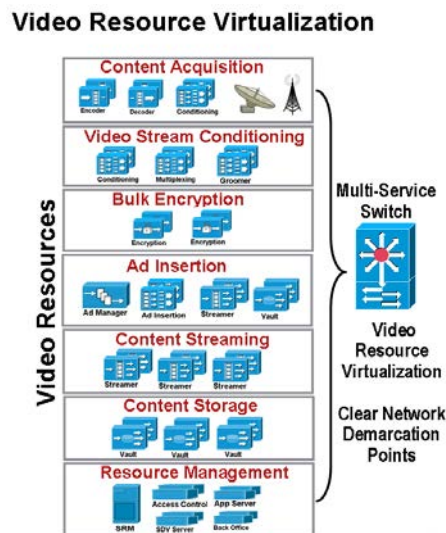 Video Resource Virtualization
Video Resources
Content Acquisition
Encoder Decoder Conditioning
Video Stream Conditioning
Conditioning Multiplexing Groomer
Bulk Encryption
Encryption Encryption
Ad Insertion
Ad Manager Ad Insertion Streamer Vault
Content Streaming
Streamer Streamer Streamer
Content Storage
Vault Vault Vault
Resource Management
Access Control App Server
SRM SDV Server Back Office
Multi-Service
Switch
Video
Resource
Virtualization
Clear Network
Demarcation
Points